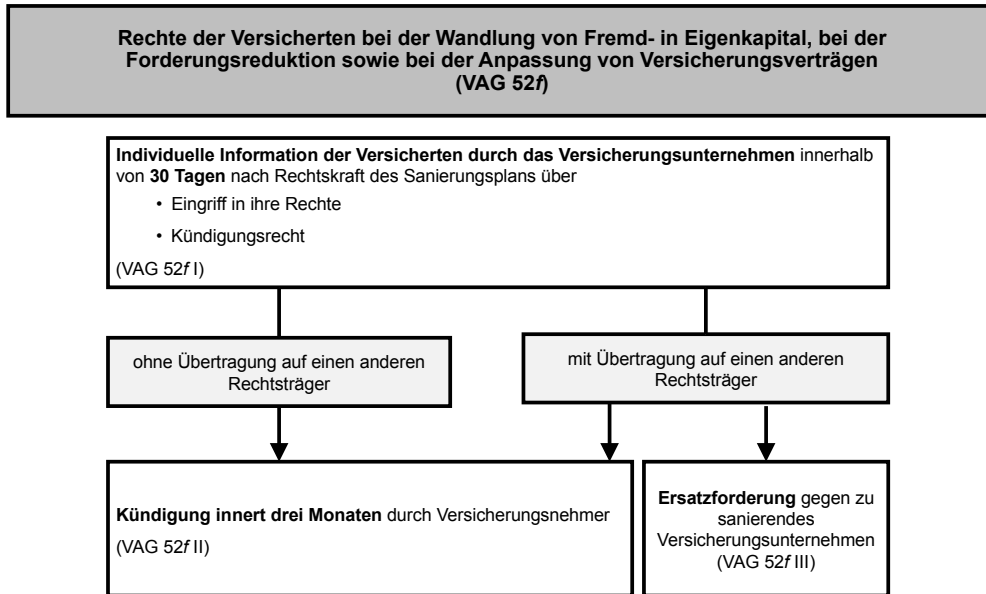 Rechte der Versicherten bei der Wandlung von Fremd- in Eigenkapital, bei der
Forderungsreduktion sowie bei der Anpassung von Versicherungsverträgen
(VAG 52f)
Individuelle Information der Versicherten durch das Versicherungsunternehmen innerhalb
von 30 Tagen nach Rechtskraft des Sanierungsplans über
• Eingriff in ihre Rechte
• Kündigungsrecht
(VAG 52f I)
ohne Übertragung auf einen anderen
Rechtsträger
mit Übertragung auf einen anderen
Rechtsträger
Kündigung innert drei Monaten durch Versicherungsnehmer
(VAG 52f II)
Ersatzforderung gegen zu
sanierendes
Versicherungsunternehmen
(VAG 52f III)